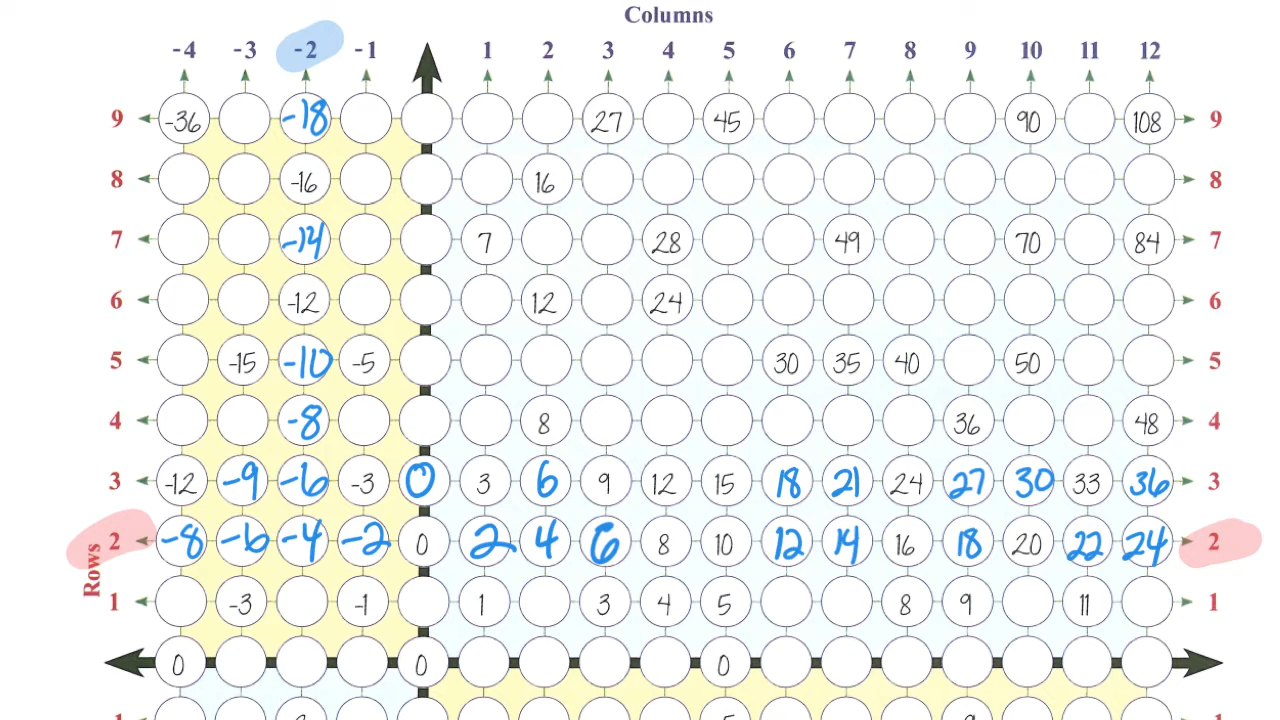 Columns
-4 -3 -2 -1 1 2 3 4 5 6 7 8 9 10 11 12
9 -36 -18 27 45 90 108 9
8 -16 16 8
7 -14 7 28 49 70 84 7
6 -12 12 24 6
5 -15 -10 -5 30 35 40 50 5
4 -8 8 36 48 4
3 -12 -9 -6 -3 0 3 6 9 12 15 18 21 24 27 30 33 36 3
2 -8 -6 -4 -2 0 2 4 6 8 10 12 14 16 18 20 22 24 2
Rows
1 -3 -1 1 3 4 5 8 9 11 1
0 0 0